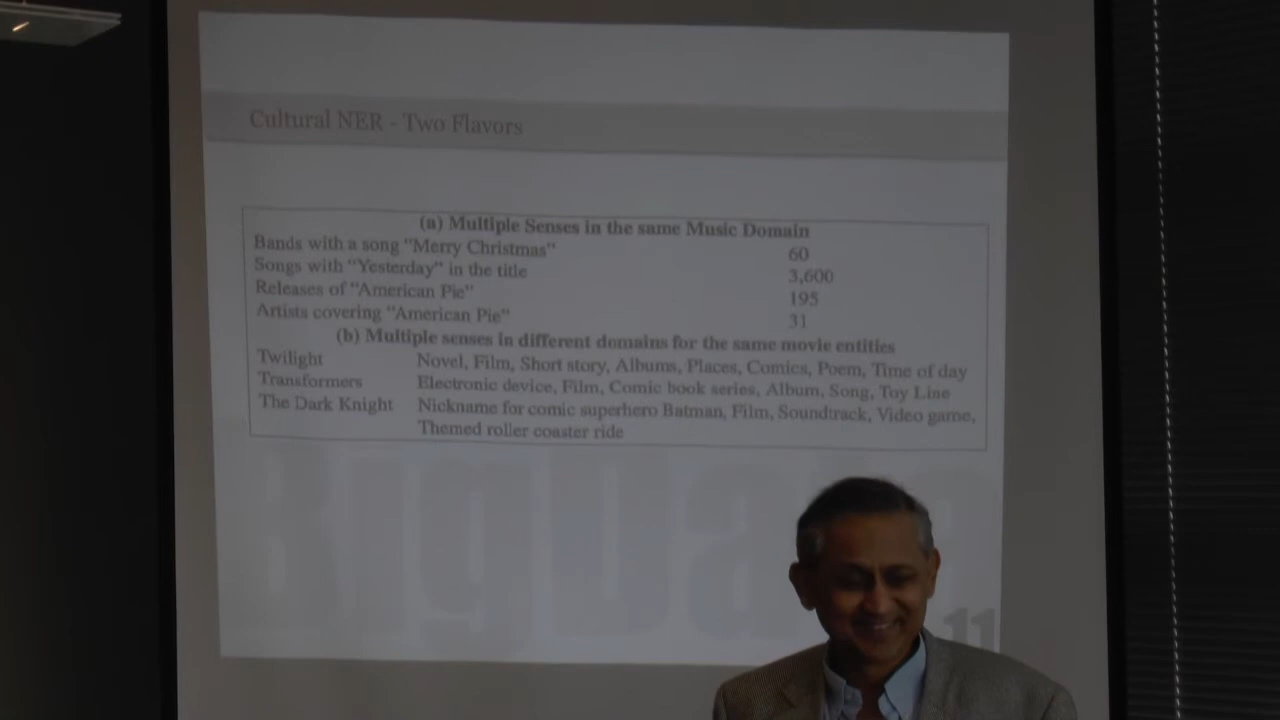 Cultural NER - Two Flavors
(a) Multiple Senses in the same Music Domain
Bands with a song "Merry Christmas" 60
Songs with "Yesterday" in the title 3,600
Releases of "American Pie" 195
Artists covering "American Pie" 31
(b) Multiple senses in different domains for the same movie entities
Twilight Novel, Film, Short story, Albums, Places, Comics, Poem, Time of day
Transformers Electronic device, Film, Comic book series, Album, Song, Toy Line
The Dark Knight Nickname for comic superhero Batman, Film, Soundtrack, Video game,
Themed roller coaster ride
11